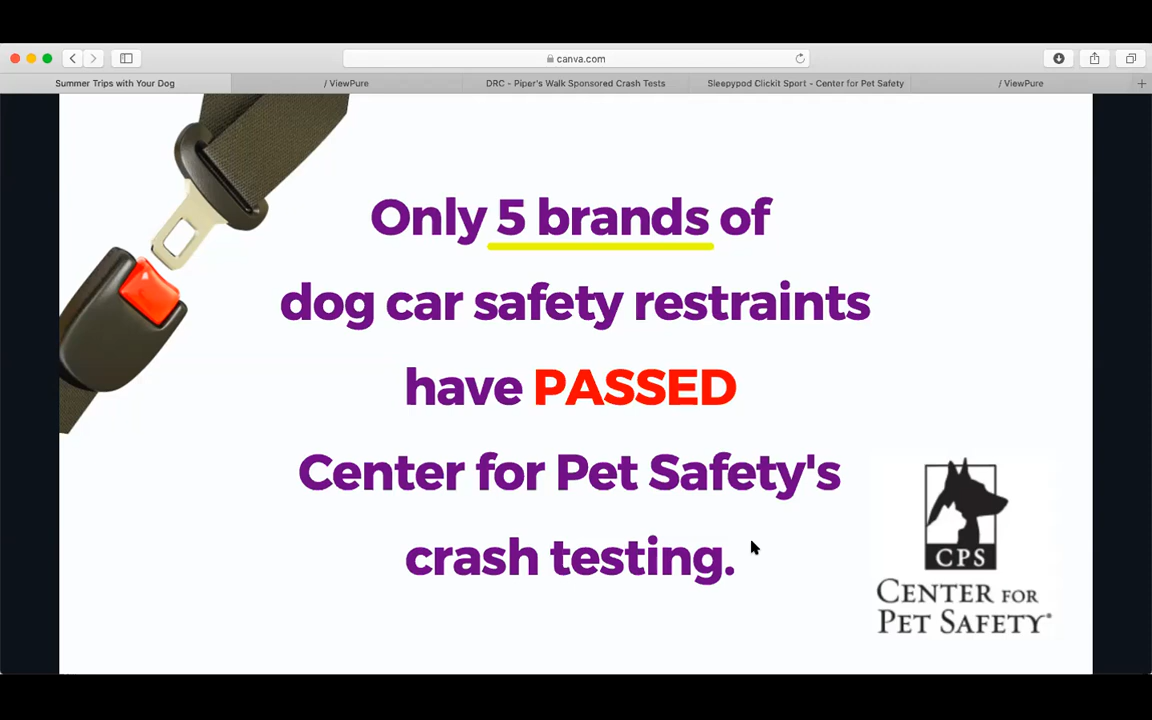 canva.com
Summer Trips with Your Dog
/ ViewPure
DRC - Piper's Walk Sponsored Crash Tests
Sleepypod Clickit Sport - Center for Pet Safety
/ ViewPure
Only 5 brands of
dog car safety restraints
have PASSED
Center for Pet Safety's
crash testing.
CPS
CENTER FOR
PET SAFETY®